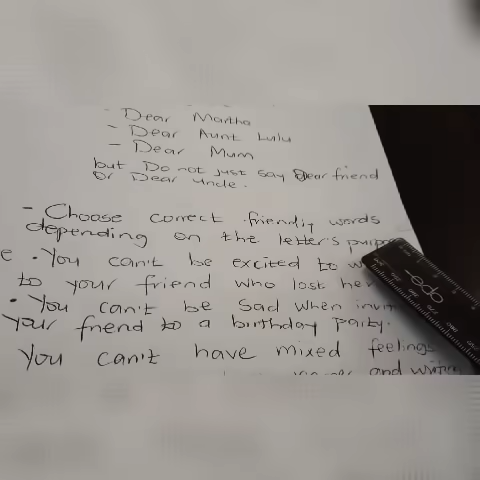 - Dear Martha
- Dear Aunt Lulu
- Dear Mum
but Do not just say Dear friend
Or Dear uncle.
- Choose correct friendly words
depending on the letter's
e • You can't be excited to
to your friend who lost her
• You can't be sad when
your friend to a birthday party.
You can't have mixed feelings
and